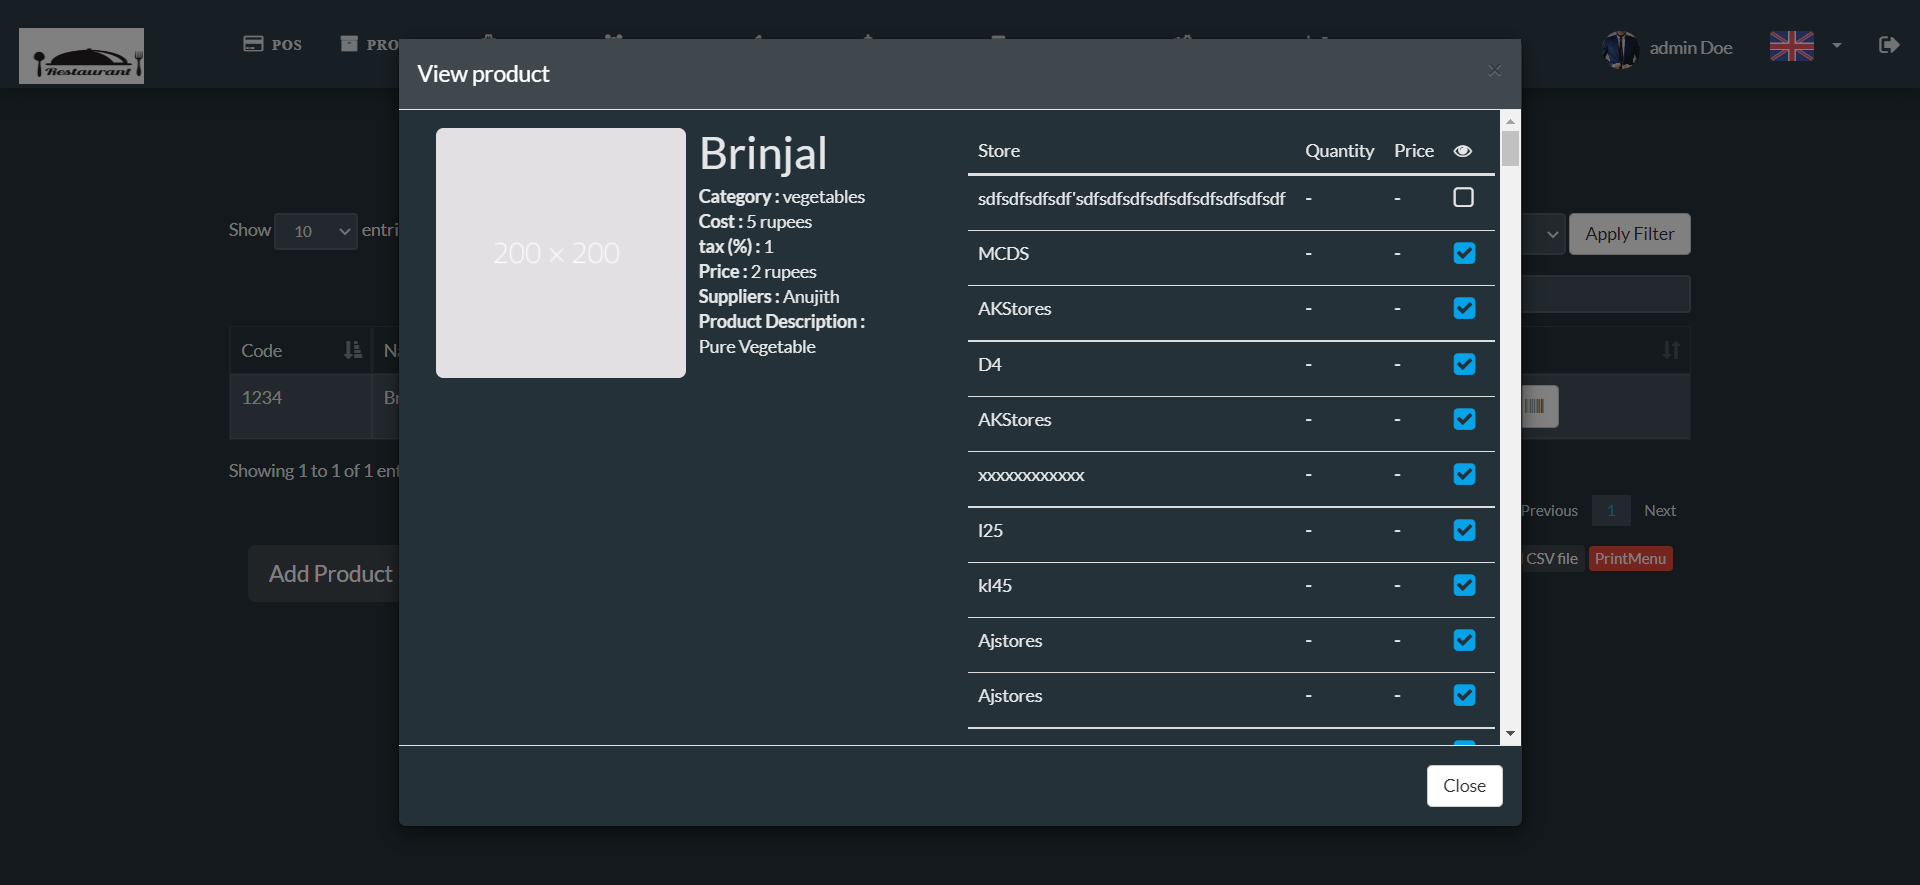 Restaurant
POS
PRO
admin Doe
View product
×
200 × 200
Brinjal
Category : vegetables
Cost : 5 rupees
tax (%) : 1
Price : 2 rupees
Suppliers : Anujith
Product Description :
Pure Vegetable
Store Quantity Price
sdfsdfsdfsdf'sdfsdfsdfsdfsdfsdfsdfsdfsdf - -
MCDS - -
AKStores - -
D4 - -
AKStores - -
xxxxxxxxxxxx - -
I25 - -
kl45 - -
Ajstores - -
Ajstores - -
Close
Show 10 entri
Apply Filter
Code Na
1234 Br
Showing 1 to 1 of 1 ent
Previous 1 Next
Add Product
CSV file PrintMenu